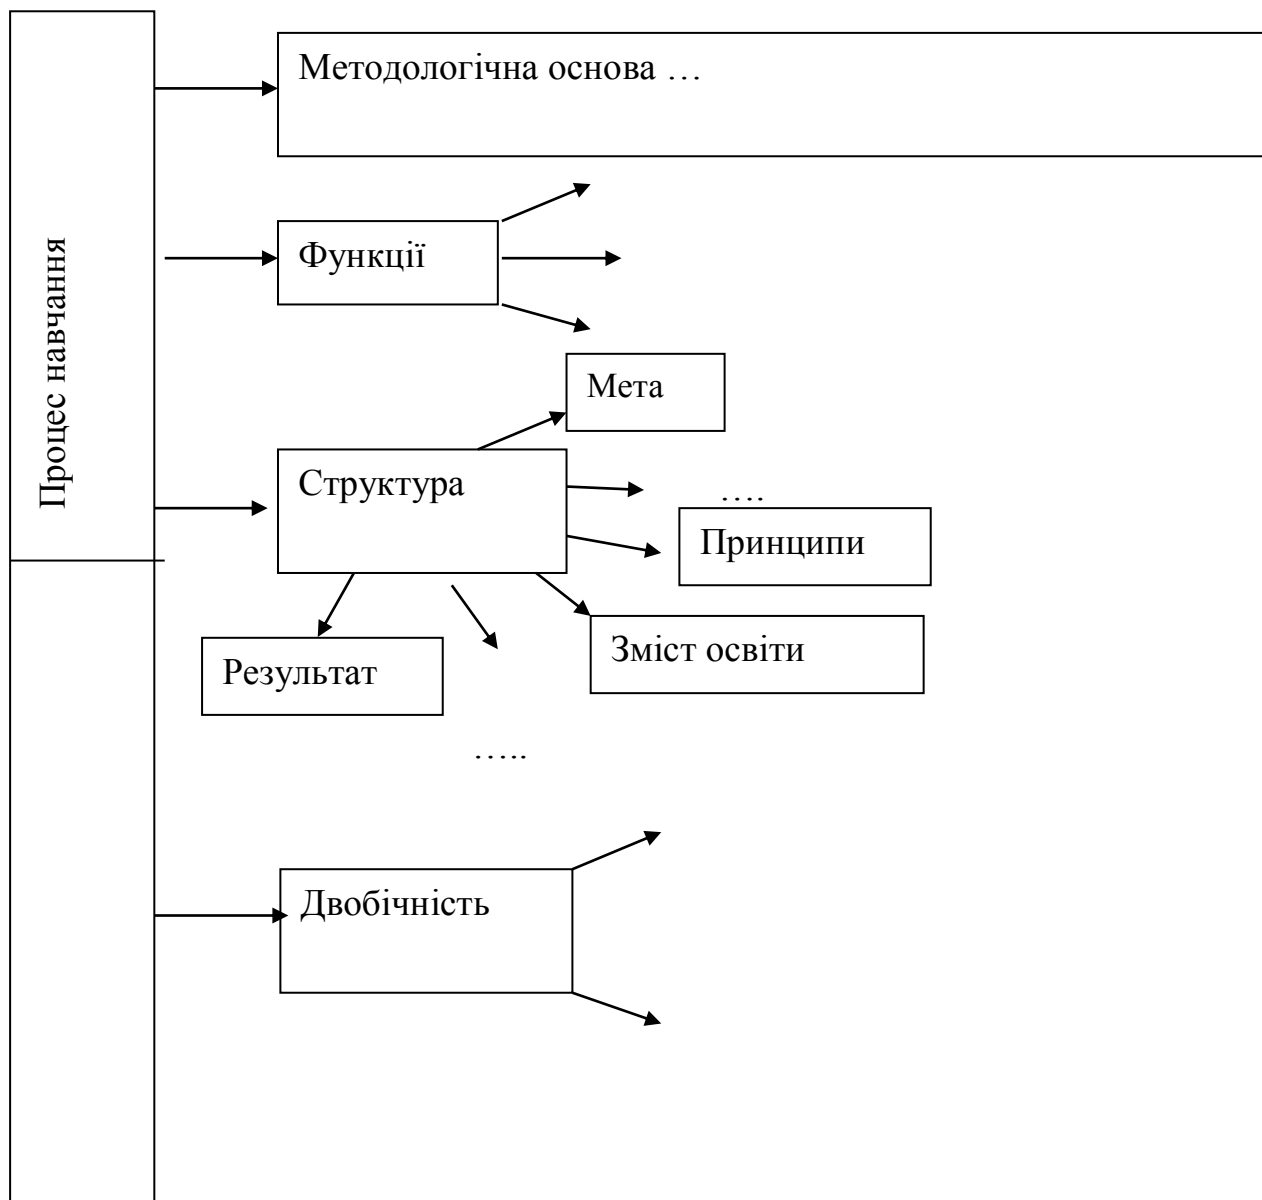 Процес навчання
Методологічна основа …
Функції
Мета
Структура
….
Принципи
Зміст освіти
Результат
…..
Двобічність